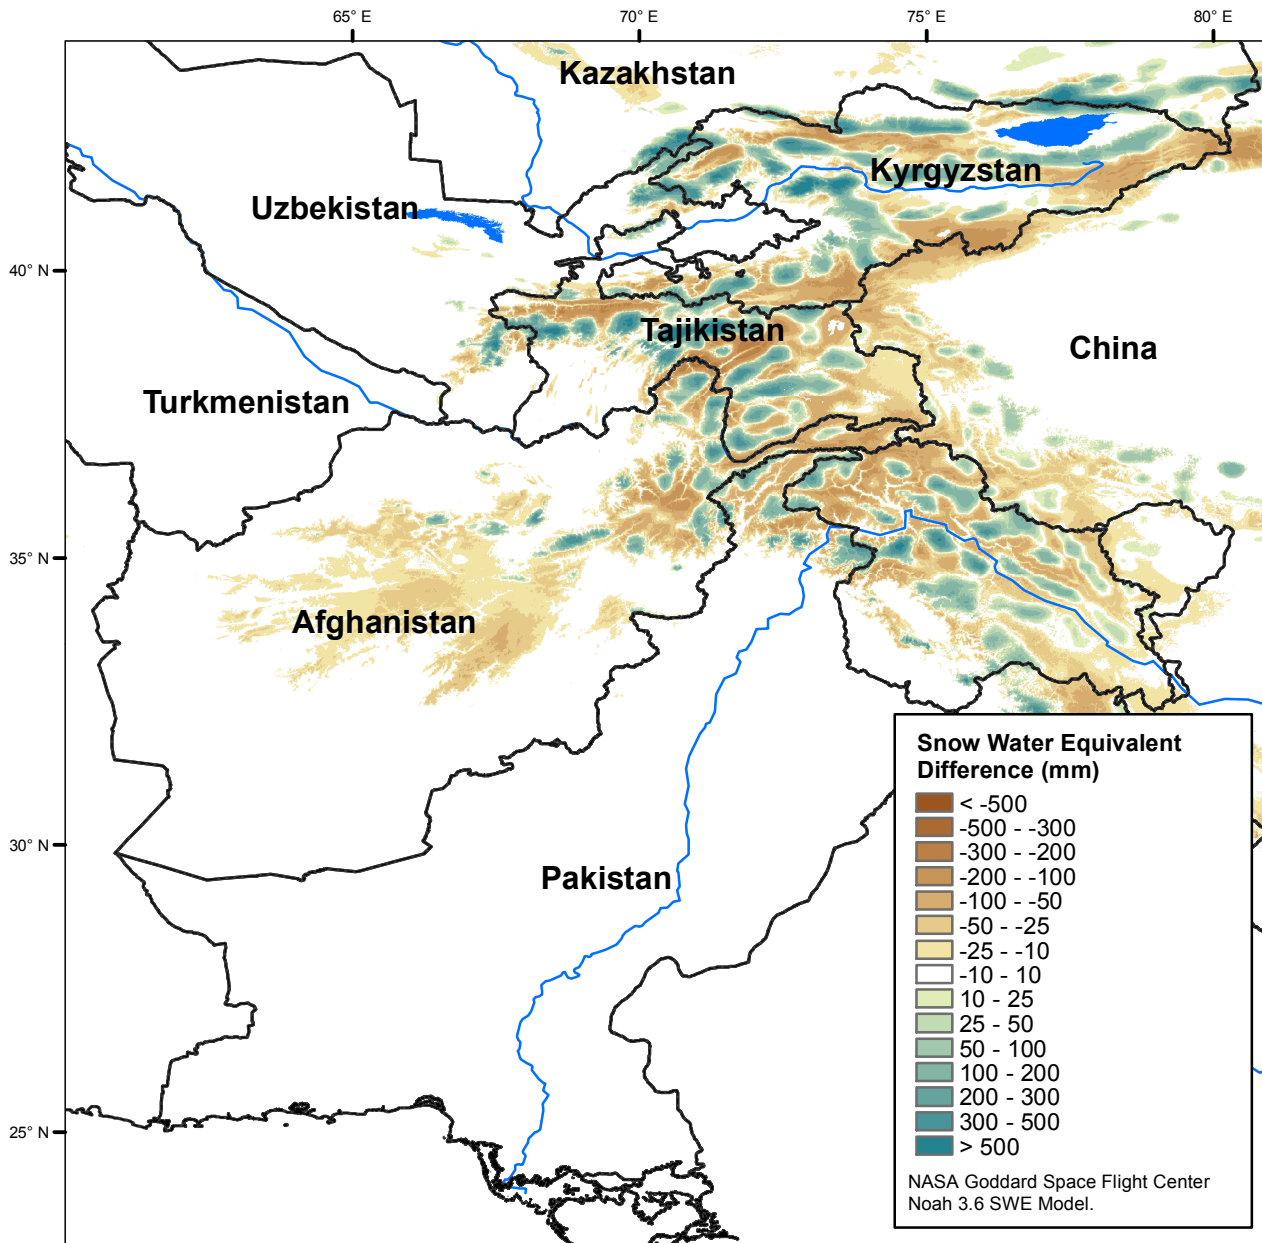 65° E
70° E
75° E
80° E
Kazakhstan
Kyrgyzstan
Uzbekistan
40° N
Tajikistan
China
Turkmenistan
35° N
Afghanistan
Snow Water Equivalent
Difference (mm)
< -500
-500 - -300
-300 - -200
-200 - -100
-100 - -50
-50 - -25
-25 - -10
-10 - 10
10 - 25
25 - 50
50 - 100
100 - 200
200 - 300
300 - 500
> 500
30° N
Pakistan
25° N
NASA Goddard Space Flight Center
Noah 3.6 SWE Model.